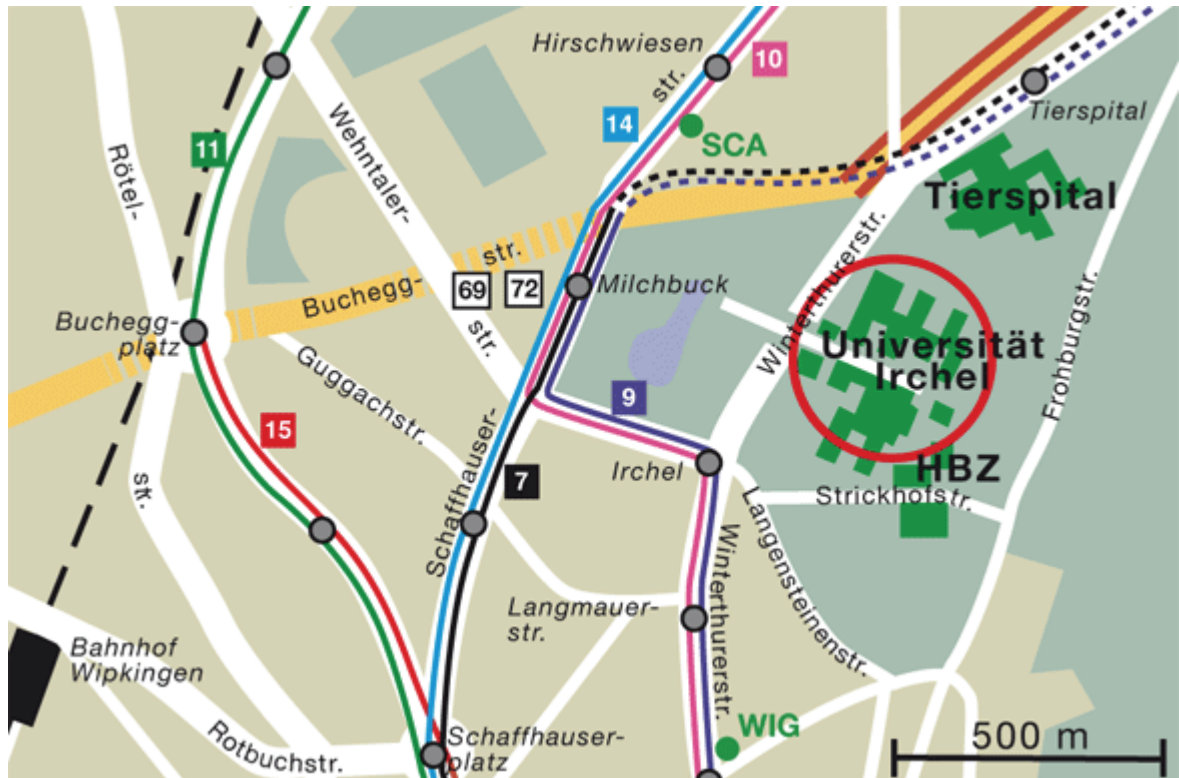 Hirschwiesen
10
str.
14
SCA
Tierspital
Tierspital
11
Rötel-
Wehntaler-
str.
69
72
Milchbuck
Buchegg-
str.
Buchegg-
platz
Winterthurerstr.
Universität
Irchel
Frohburgstr.
Guggachstr.
9
15
Schaffhauser-
7
Irchel
HBZ
Strickhofstr.
str.
Langensteinenstr.
Winterthurerstr.
Langmauer-
str.
Bahnhof
Wipkingen
WIG
500 m
Rotbuchstr.
Schaffhauser-
platz